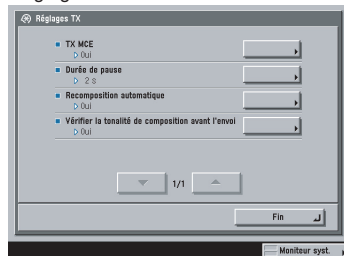 Réglages TX
TX MCE
Oui
Durée de pause
2 s
Recomposition automatique
Oui
Vérifier la tonalité de composition avant l'envoi
Oui
1/1
Fin
Moniteur syst.